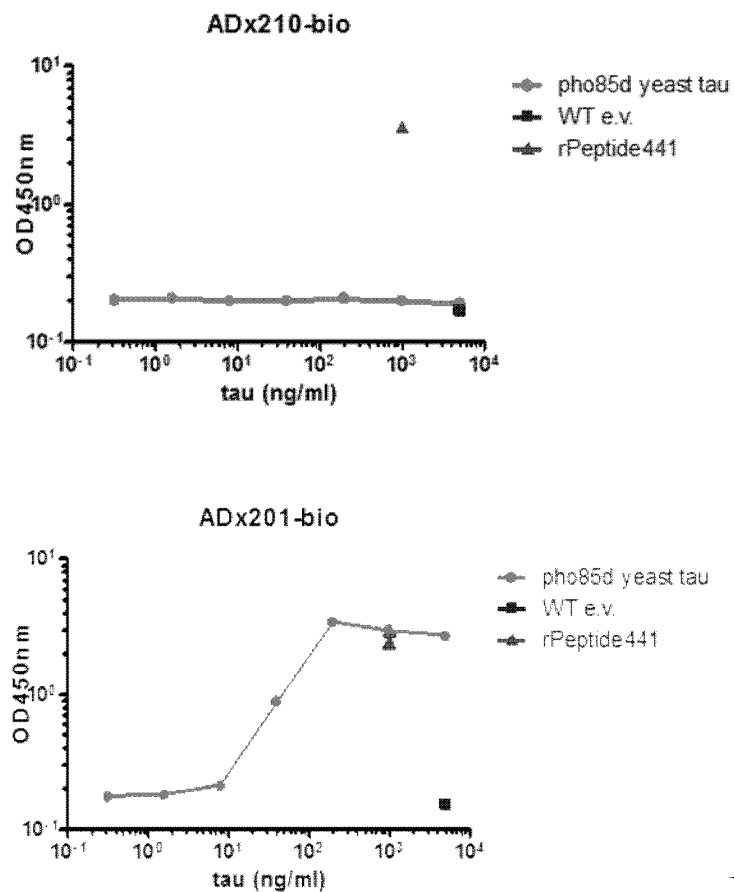 ADx210-bio
10¹
10⁰
10⁻¹
OD450nm
10⁻¹ 10⁰ 10¹ 10² 10³ 10⁴
tau (ng/ml)
pho85d yeast tau
WT e.v.
rPeptide441
ADx201-bio
10¹
10⁰
10⁻¹
OD450nm
10⁻¹ 10⁰ 10¹ 10² 10³ 10⁴
tau (ng/ml)
pho85d yeast tau
WT e.v.
rPeptide441